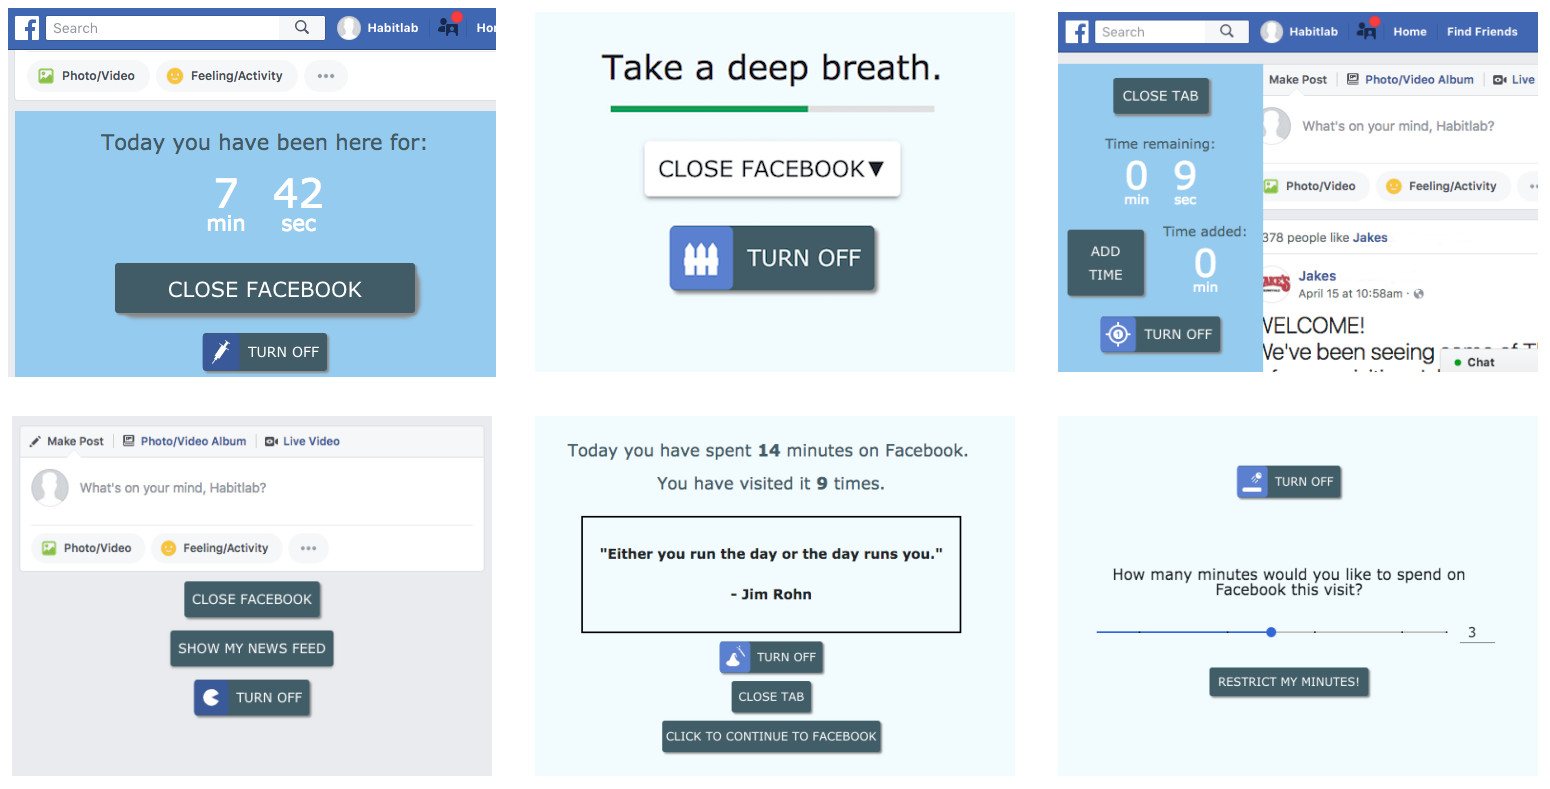 Search
Habitlab
Photo/Video
Feeling/Activity
Today you have been here for:
7 42
min sec
CLOSE FACEBOOK
TURN OFF
Take a deep breath.
CLOSE FACEBOOK▼
TURN OFF
Search
Habitlab
Home
Find Friends
CLOSE TAB
Time remaining:
0 9
min sec
ADD
TIME
Time added:
0
min
TURN OFF
Make Post
Photo/Video Album
Live
What's on your mind, Habitlab?
Photo/Video
Feeling/Activity
378 people like Jakes
Jakes
April 15 at 10:58am
We've been seeing
Chat
Make Post
Photo/Video Album
Live Video
What's on your mind, Habitlab?
Photo/Video
Feeling/Activity
CLOSE FACEBOOK
SHOW MY NEWS FEED
TURN OFF
Today you have spent 14 minutes on Facebook.
You have visited it 9 times.
"Either you run the day or the day runs you."
- Jim Rohn
TURN OFF
CLOSE TAB
CLICK TO CONTINUE TO FACEBOOK
TURN OFF
How many minutes would you like to spend on
Facebook this visit?
3
RESTRICT MY MINUTES!